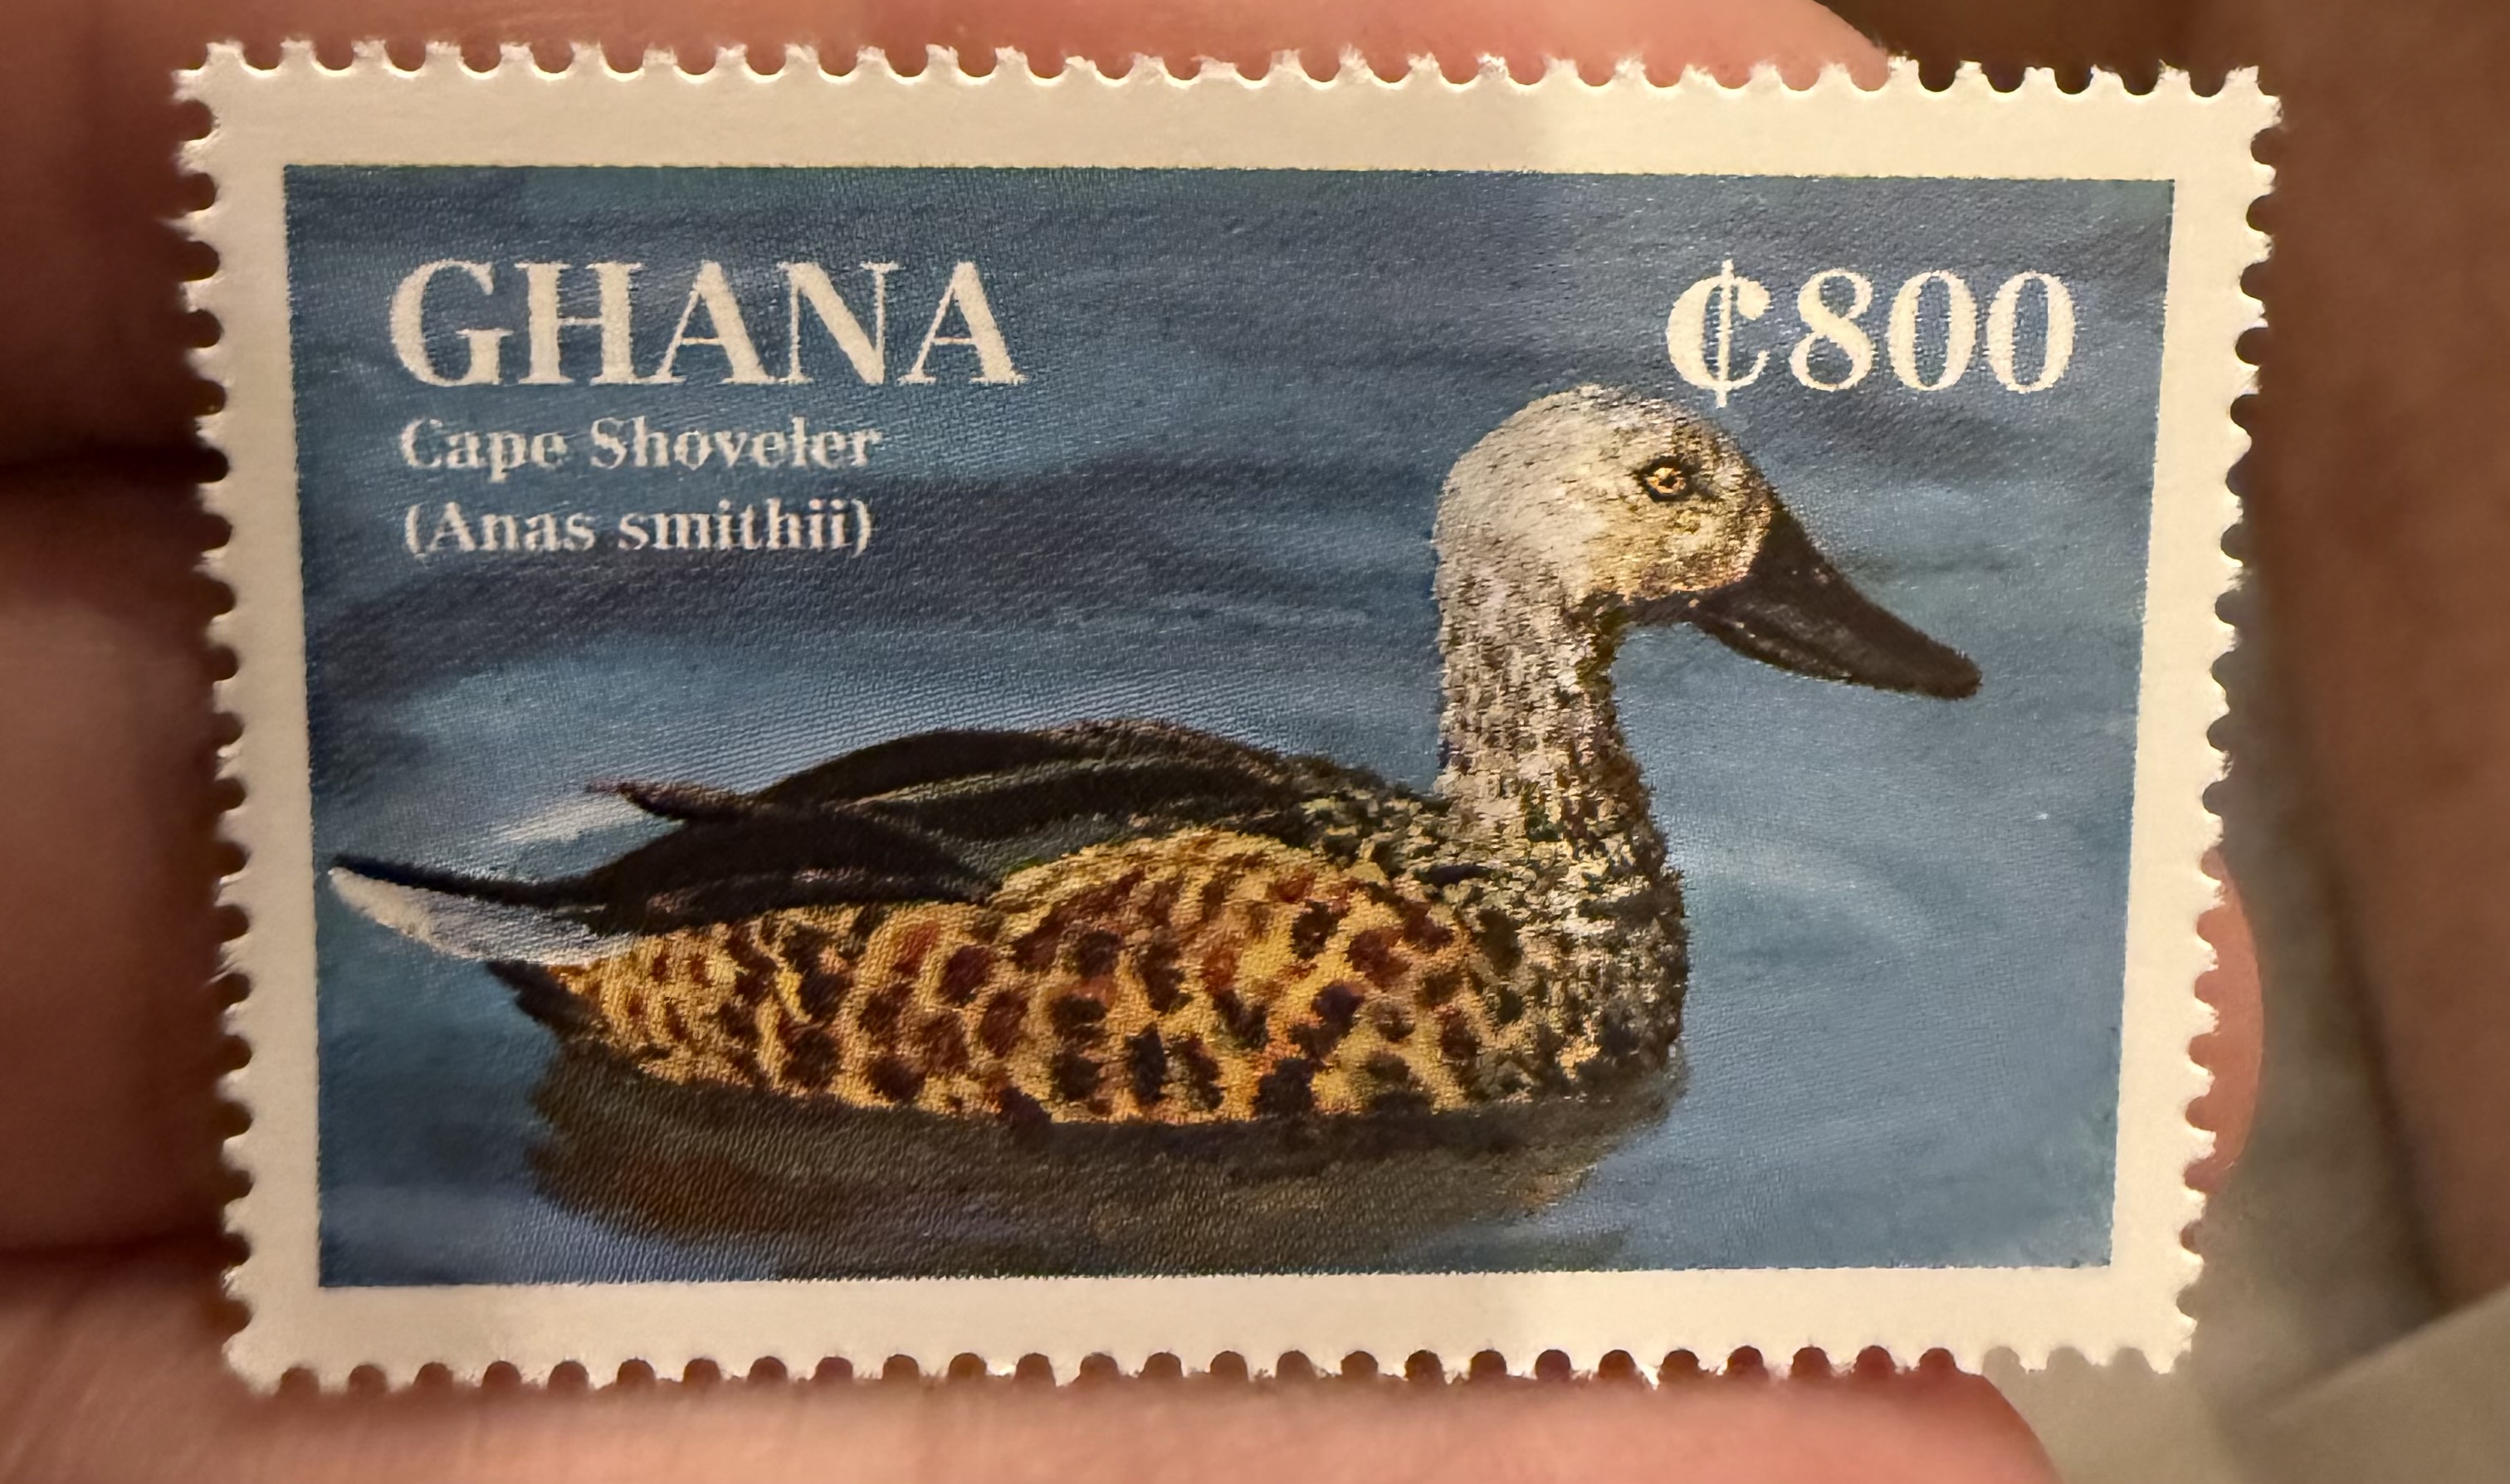 GHANA
₵800
Cape Shoveler
(Anas smithii)